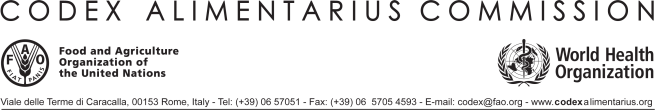 CODEX ALIMENTARIUS COMMISSION
F A O
FIAT PANIS
Food and Agriculture
Organization of
the United Nations
World Health
Organization
Viale delle Terme di Caracalla, 00153 Rome, Italy - Tel: (+39) 06 57051 - Fax: (+39) 06 5705 4593 - E-mail: codex@fao.org - www.codexalimentarius.org